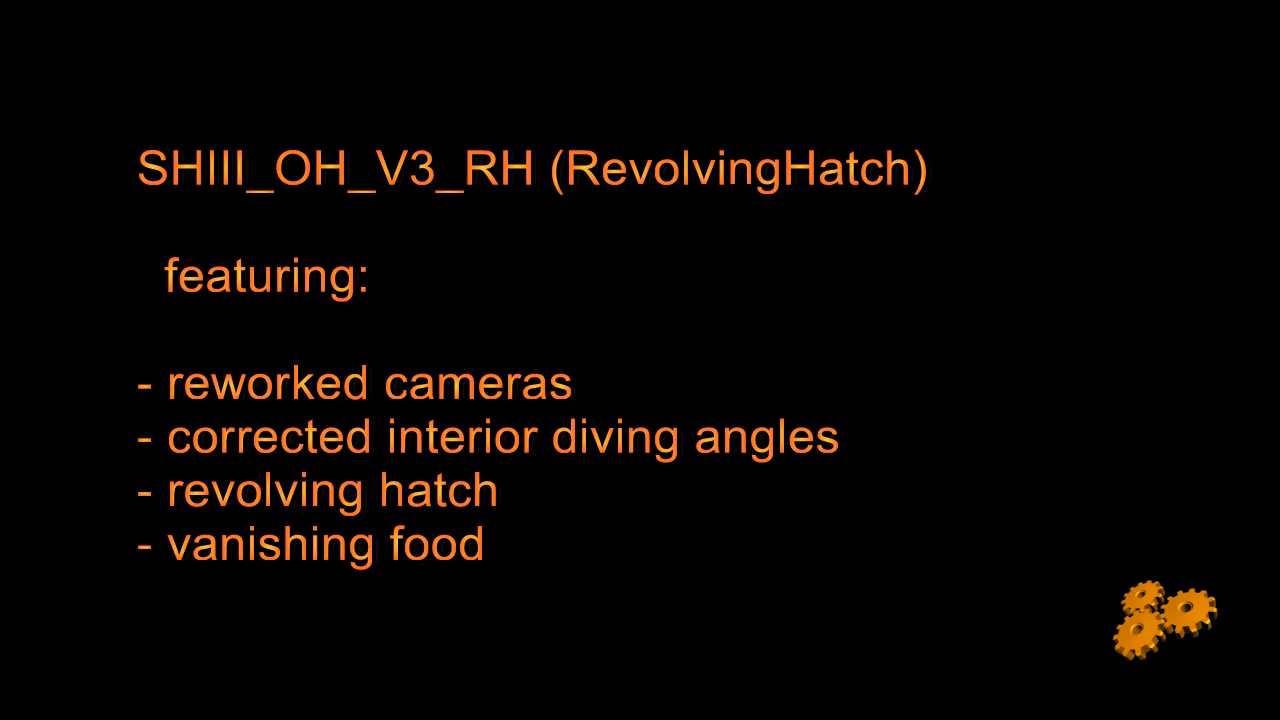 SHIII_OH_V3_RH (RevolvingHatch)
featuring:
- reworked cameras
- corrected interior diving angles
- revolving hatch
- vanishing food